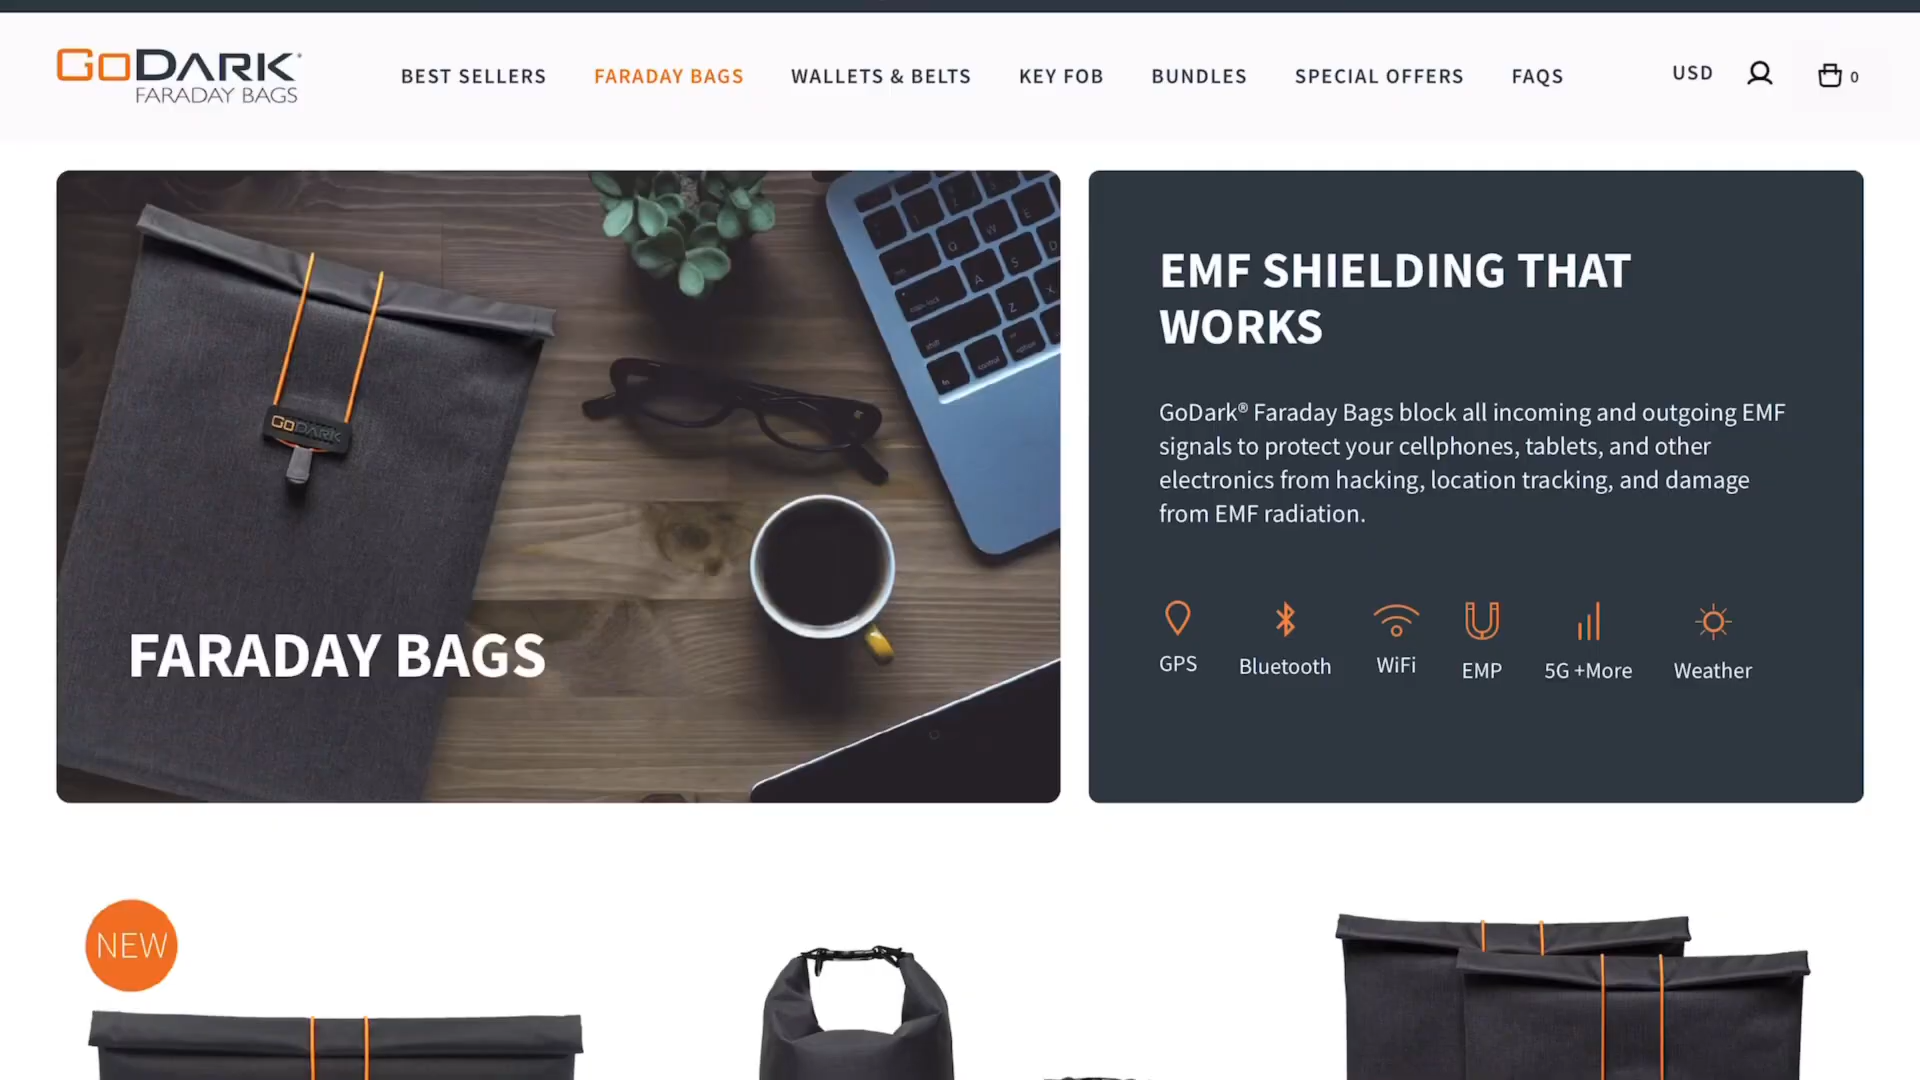 GODARK®
FARADAY BAGS
BEST SELLERS
FARADAY BAGS
WALLETS & BELTS
KEY FOB
BUNDLES
SPECIAL OFFERS
FAQS
USD
0
GODARK
FARADAY BAGS
EMF SHIELDING THAT
WORKS
GoDark® Faraday Bags block all incoming and outgoing EMF
signals to protect your cellphones, tablets, and other
electronics from hacking, location tracking, and damage
from EMF radiation.
GPS
Bluetooth
WiFi
EMP
5G +More
Weather
NEW